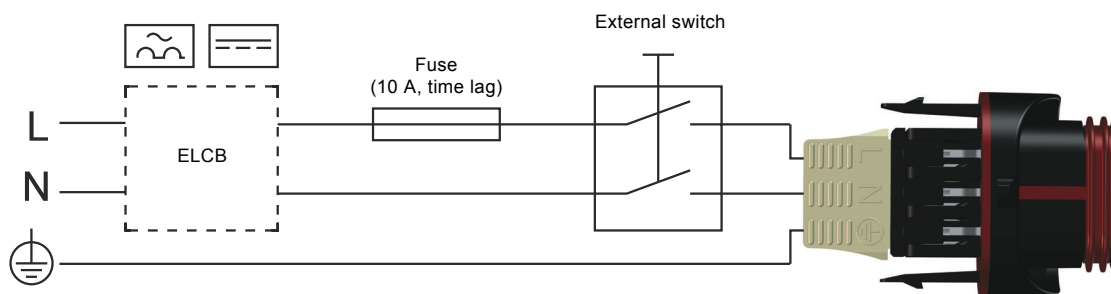 External switch
Fuse
(10 A, time lag)
L
ELCB
N
L
N